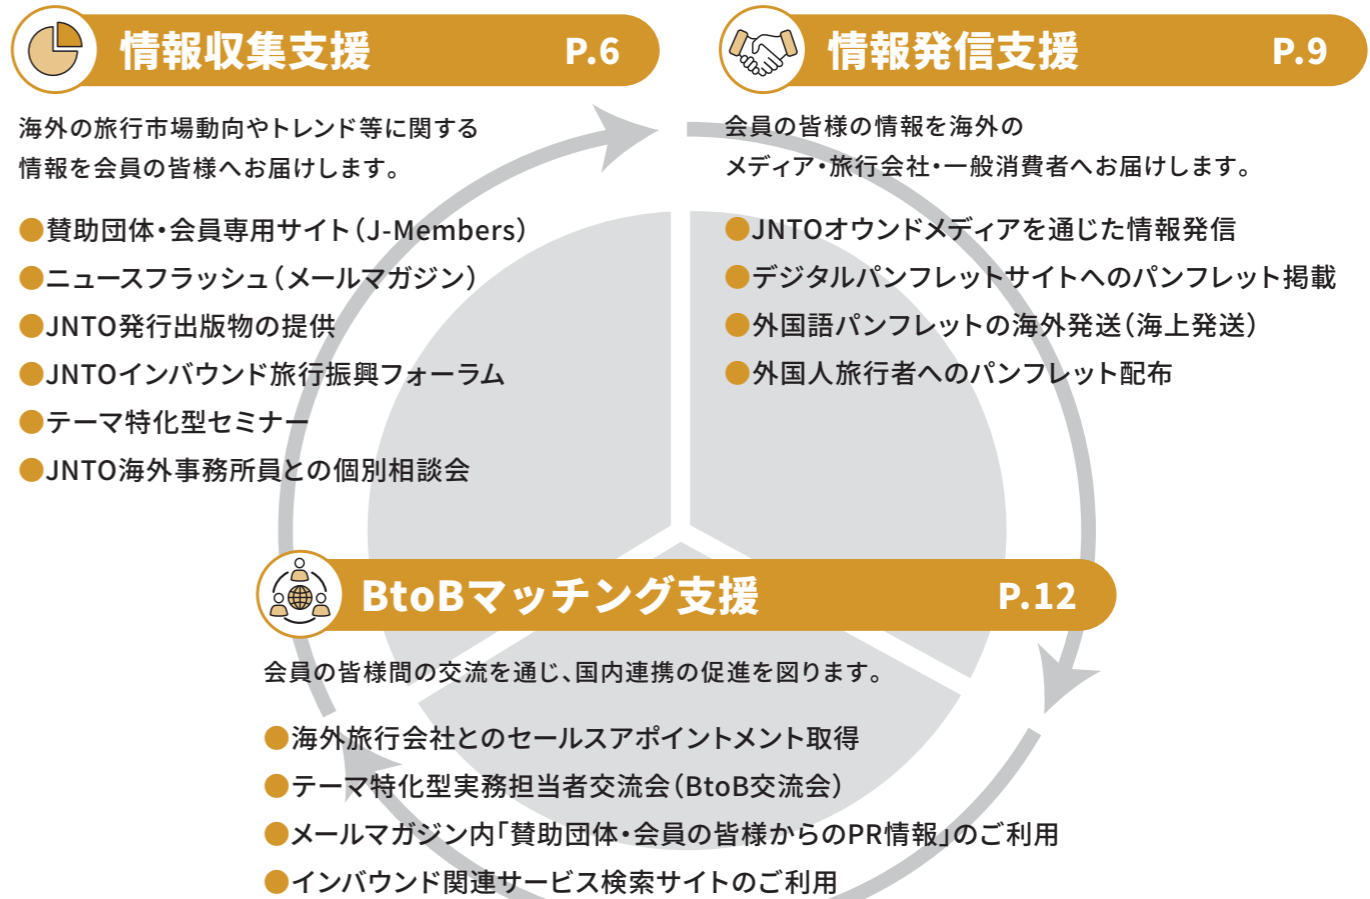 情報収集支援 P.6
海外の旅行市場動向やトレンド等に関する
情報を会員の皆様へお届けします。
●賛助団体・会員専用サイト（J-Members）
●ニュースフラッシュ（メールマガジン）
●JNTO発行出版物の提供
●JNTOインバウンド旅行振興フォーラム
●テーマ特化型セミナー
●JNTO海外事務所員との個別相談会
情報発信支援 P.9
会員の皆様の情報を海外の
メディア・旅行会社・一般消費者へお届けします。
●JNTOオウンドメディアを通じた情報発信
●デジタルパンフレットサイトへのパンフレット掲載
●外国語パンフレットの海外発送（海上発送）
●外国人旅行者へのパンフレット配布
BtoBマッチング支援 P.12
会員の皆様間の交流を通じ、国内連携の促進を図ります。
●海外旅行会社とのセールスアポイントメント取得
●テーマ特化型実務担当者交流会（BtoB交流会）
●メールマガジン内「賛助団体・会員の皆様からのPR情報」のご利用
●インバウンド関連サービス検索サイトのご利用